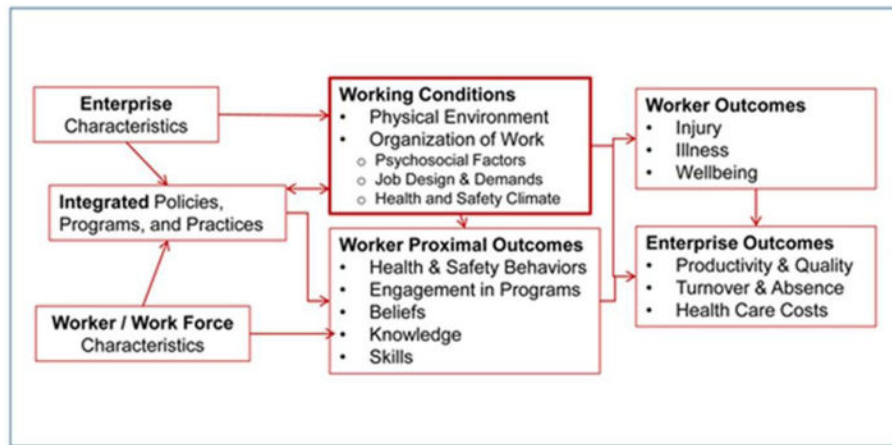 Enterprise
Characteristics
Integrated Policies,
Programs, and Practices
Worker / Work Force
Characteristics
Working Conditions
• Physical Environment
• Organization of Work
o Psychosocial Factors
o Job Design & Demands
o Health and Safety Climate
Worker Proximal Outcomes
• Health & Safety Behaviors
• Engagement in Programs
• Beliefs
• Knowledge
• Skills
Worker Outcomes
• Injury
• Illness
• Wellbeing
Enterprise Outcomes
• Productivity & Quality
• Turnover & Absence
• Health Care Costs